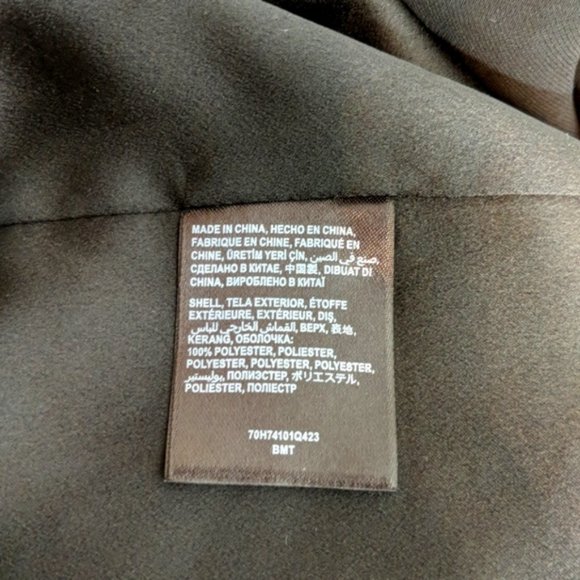 MADE IN CHINA, HECHO EN CHINA,
FABRIQUE EN CHINE, FABRIQUÉ EN
CHINE, ÜRETİM YERİ ÇİN, صنع في الصين,
СДЕЛАНО В КИТАЕ, 中国製, DIBUAT DI
CHINA, ВИРОБЛЕНО В КИТАЇ
SHELL, TELA EXTERIOR, ÉTOFFE
EXTÉRIEURE, EXTÉRIEUR, DIŞ,
القماش الخارجي للباس, ВЕРХ, 表地,
KERANG, ОБОЛОЧКА:
100% POLYESTER, POLIESTER,
POLYESTER, POLYESTER, POLYESTER,
بوليستير, ПОЛИЭСТЕР, ポリエステル,
POLIESTER, ПОЛІЕСТР
70H74101Q423
BMT